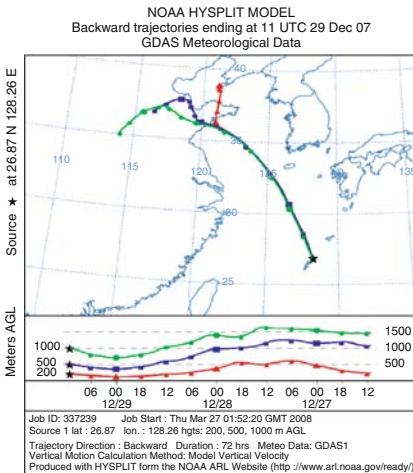 NOAA HYSPLIT MODEL
Backward trajectories ending at 11 UTC 29 Dec 07
GDAS Meteorological Data
Source ★ at 26.87 N 128.26 E
40
35
110
115
120
125
135
30
25
Meters AGL
1000
500
200
1500
1000
500
06 00 18 12 06 00 18 12 06 00 18 12
12/29 12/28 12/27
Job ID: 337239 Job Start : Thu Mar 27 01:52:20 GMT 2008
Source 1 lat : 26.87 lon. : 128.26 hgts: 200, 500, 1000 m AGL
Trajectory Direction : Backward Duration : 72 hrs Meteo Data: GDAS1
Vertical Motion Calculation Method: Model Vertical Velocity
Produced with HYSPLIT form the NOAA ARL Website (http://www.arl.noaa.gov/ready/)